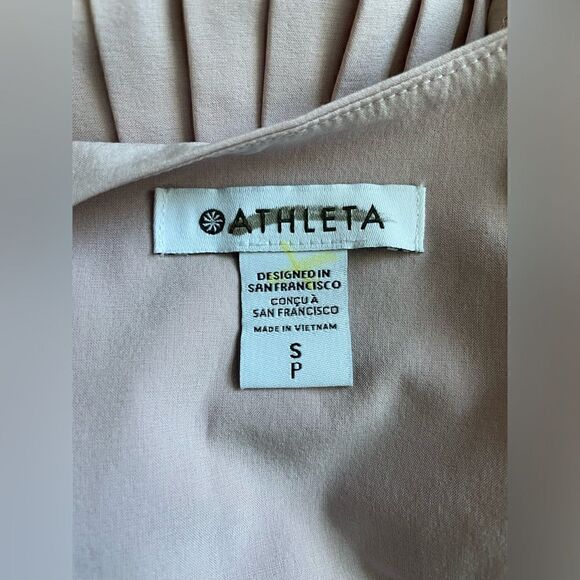 ATHLETA
DESIGNED IN
SAN FRANCISCO
CONÇU À
SAN FRANCISCO
MADE IN VIETNAM
S
P